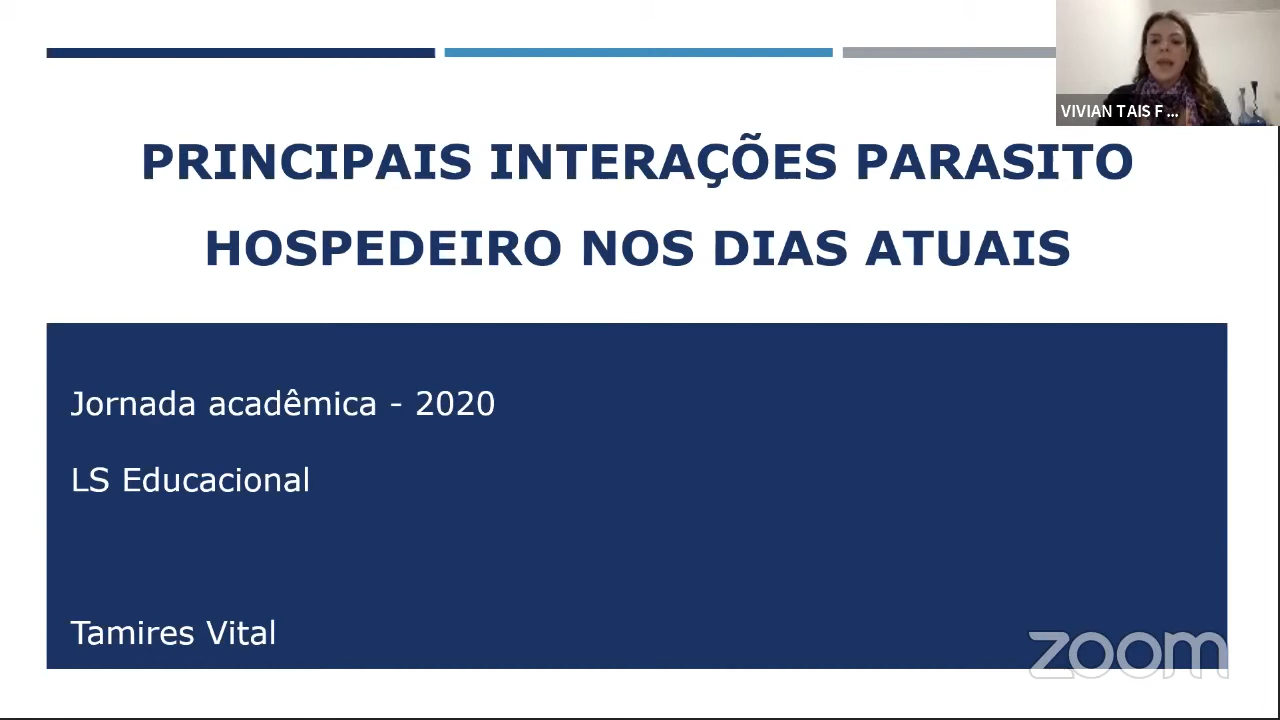 VIVIAN TAIS F ...
PRINCIPAIS INTERAÇÕES PARASITO
HOSPEDEIRO NOS DIAS ATUAIS
Jornada acadêmica - 2020
LS Educacional
Tamires Vital
zoom